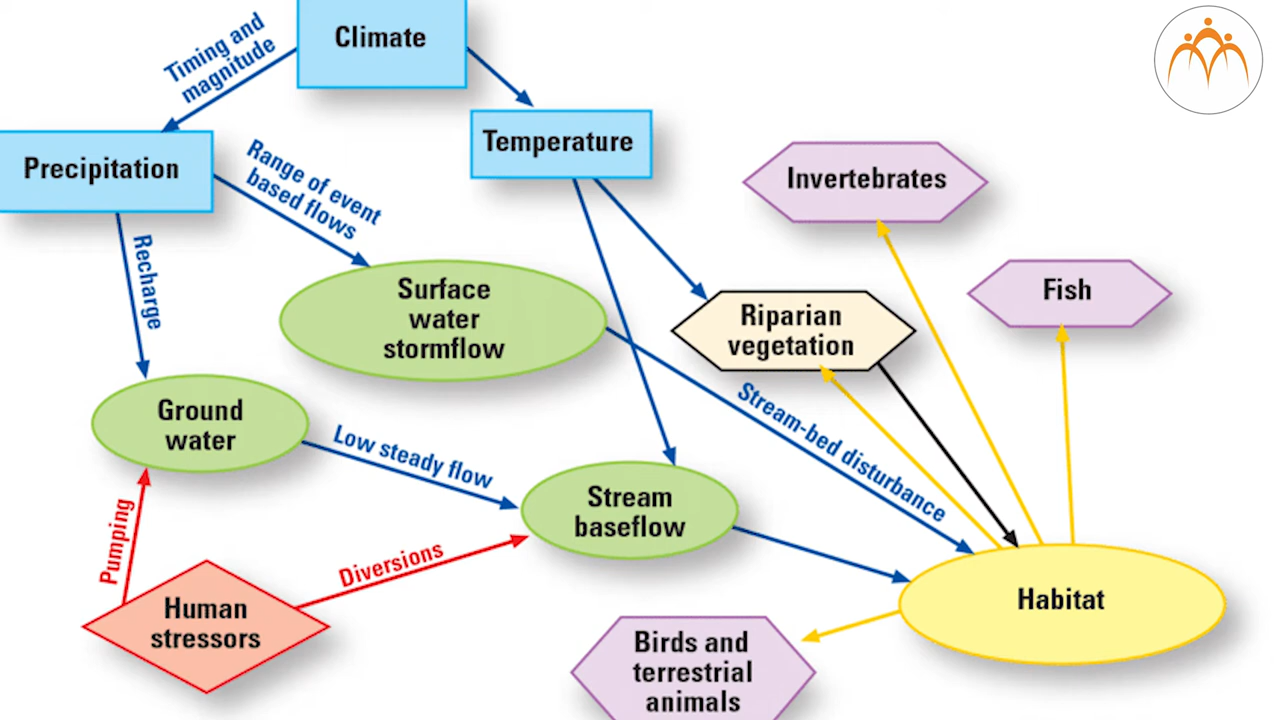 Climate
Timing and
magnitude
Temperature
Precipitation
Range of event
based flows
Invertebrates
Recharge
Surface
water
stormflow
Fish
Riparian
vegetation
Ground
water
Stream-bed disturbance
Low steady flow
Stream
baseflow
Pumping
Diversions
Human
stressors
Habitat
Birds and
terrestrial
animals